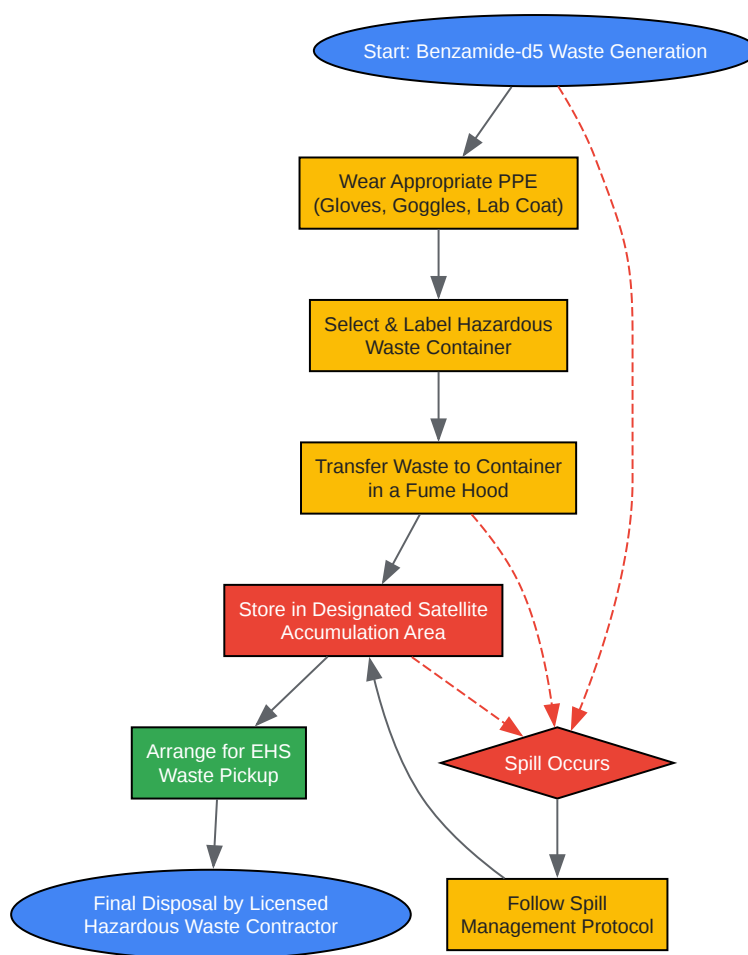 Start: Benzamide-d5 Waste Generation
Wear Appropriate PPE
(Gloves, Goggles, Lab Coat)
Select & Label Hazardous
Waste Container
Transfer Waste to Container
in a Fume Hood
Store in Designated Satellite
Accumulation Area
Arrange for EHS
Waste Pickup
Spill Occurs
Final Disposal by Licensed
Hazardous Waste Contractor
Follow Spill
Management Protocol